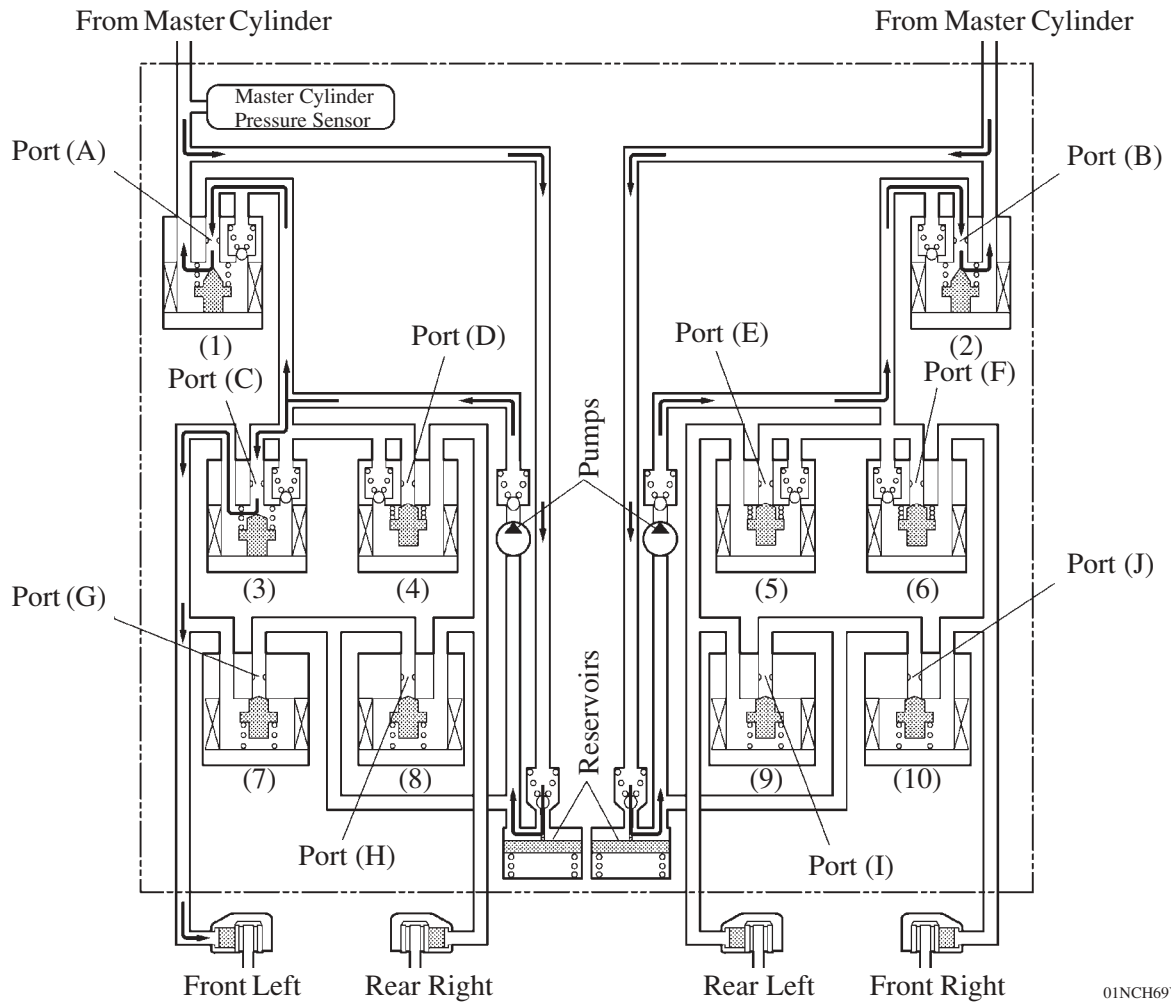 From Master Cylinder
From Master Cylinder
Master Cylinder
Pressure Sensor
Port (A)
Port (B)
(1)
(2)
Port (D)
Port (E)
Port (C)
Port (F)
Pumps
(3)
(4)
(5)
(6)
Port (G)
Port (J)
Reservoirs
(7)
(8)
(9)
(10)
Port (H)
Port (I)
Front Left
Rear Right
Rear Left
Front Right
01NCH69